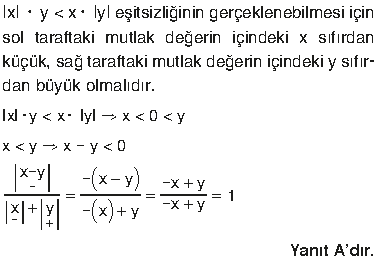 |x| · y < x · |y| eşitsizliğinin gerçeklenebilmesi için
sol taraftaki mutlak değerin içindeki x sıfırdan
küçük, sağ taraftaki mutlak değerin içindeki y sıfır-
dan büyük olmalıdır.
|x| · y < x · |y| ⇒ x < 0 < y
x < y ⇒ x − y < 0
|x−y| / (|x| + |y|) = −(x − y) / (−(x) + y) = (−x + y) / (−x + y) = 1
− − +
Yanıt A'dır.